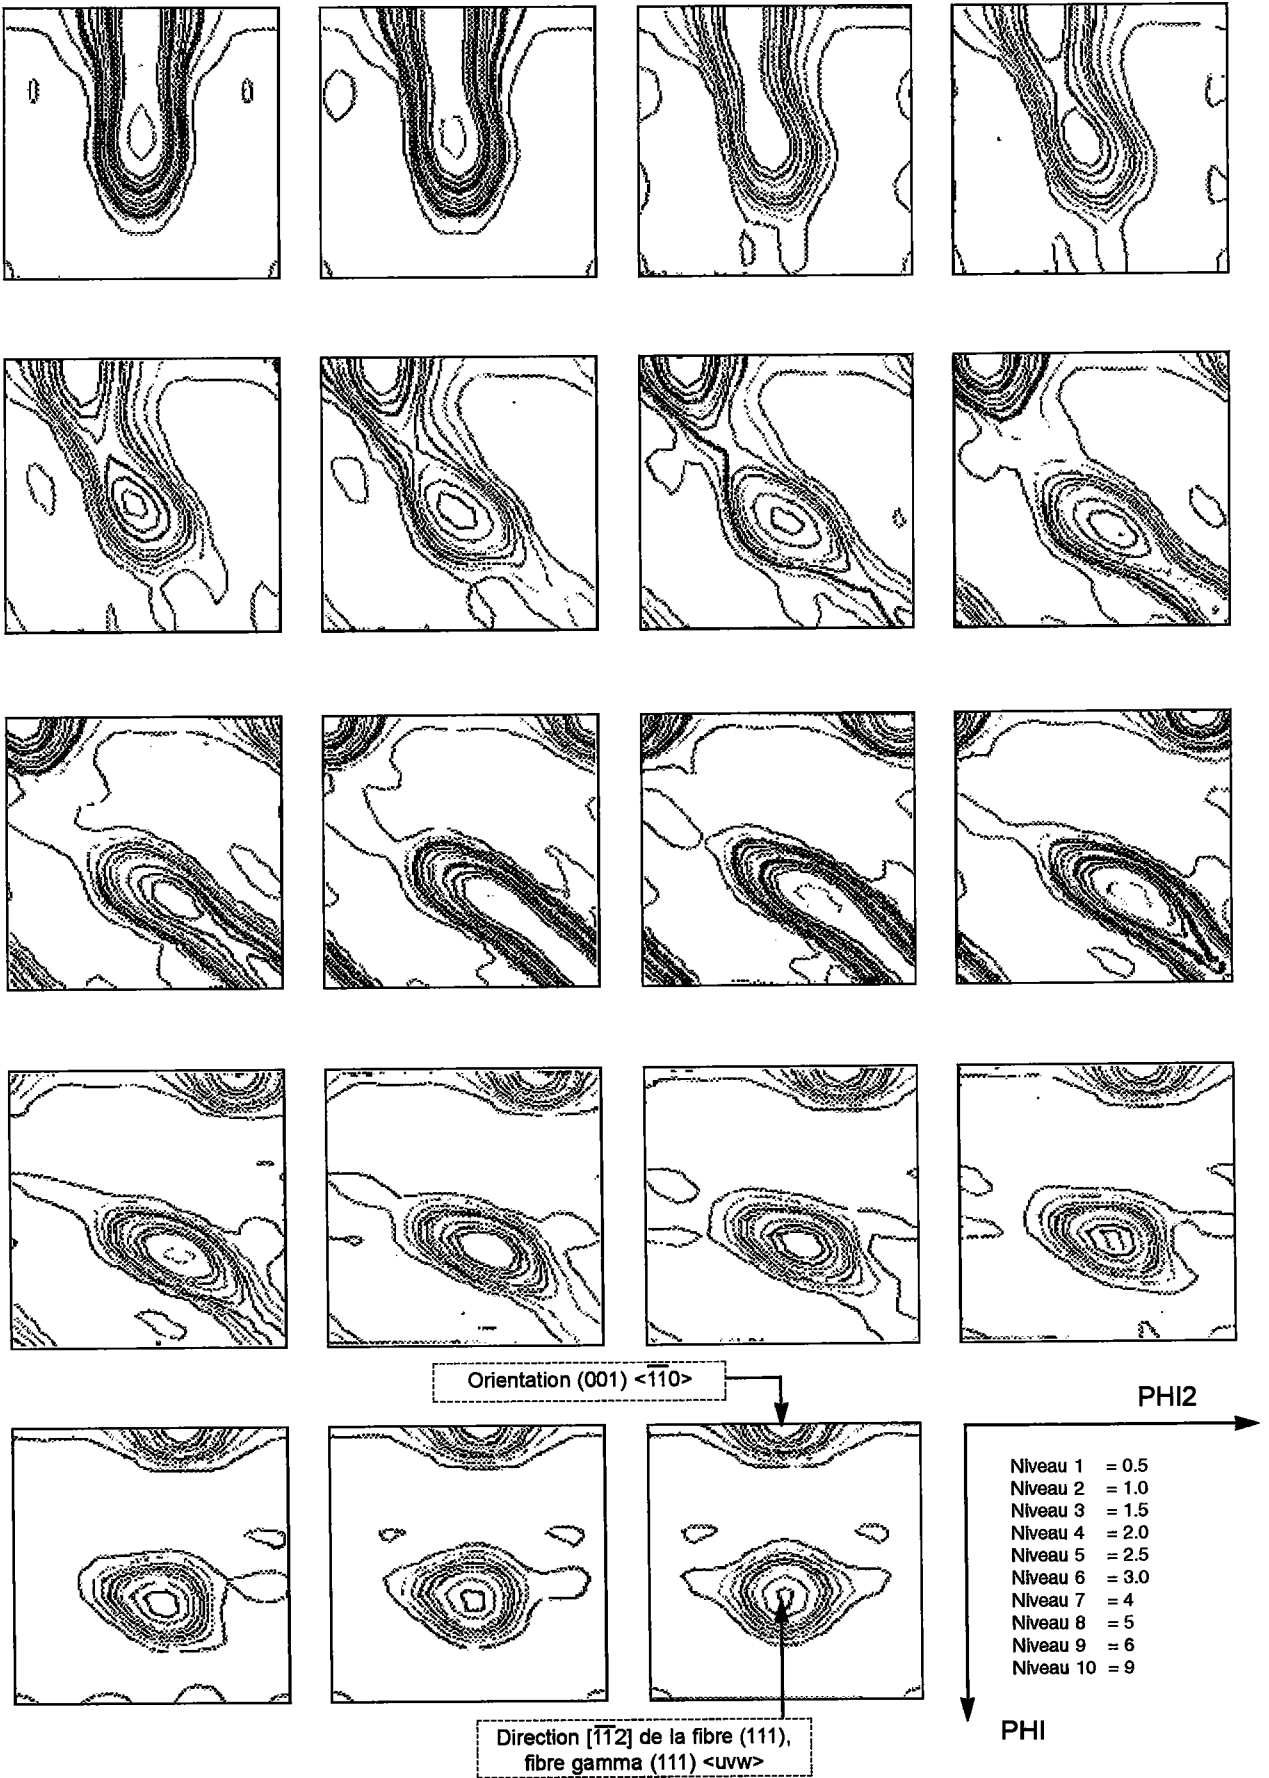 Orientation (001) <1̅1̅0>
PHI2
Niveau 1 = 0.5
Niveau 2 = 1.0
Niveau 3 = 1.5
Niveau 4 = 2.0
Niveau 5 = 2.5
Niveau 6 = 3.0
Niveau 7 = 4
Niveau 8 = 5
Niveau 9 = 6
Niveau 10 = 9
PHI
Direction [1̅1̅2] de la fibre (111),
fibre gamma (111) <uvw>